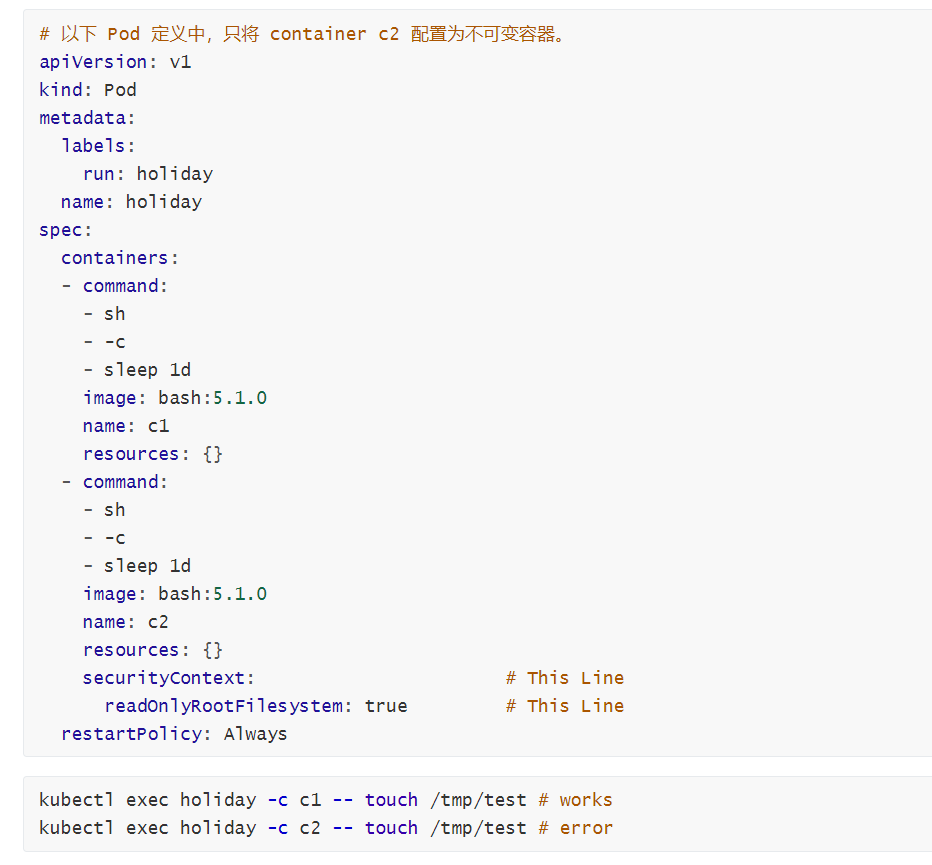 # 以下 Pod 定义中，只将 container c2 配置为不可变容器。
apiVersion: v1
kind: Pod
metadata:
  labels:
    run: holiday
  name: holiday
spec:
  containers:
  - command:
    - sh
    - -c
    - sleep 1d
    image: bash:5.1.0
    name: c1
    resources: {}
  - command:
    - sh
    - -c
    - sleep 1d
    image: bash:5.1.0
    name: c2
    resources: {}
    securityContext:                       # This Line
      readOnlyRootFilesystem: true         # This Line
  restartPolicy: Always
kubectl exec holiday -c c1 -- touch /tmp/test # works
kubectl exec holiday -c c2 -- touch /tmp/test # error